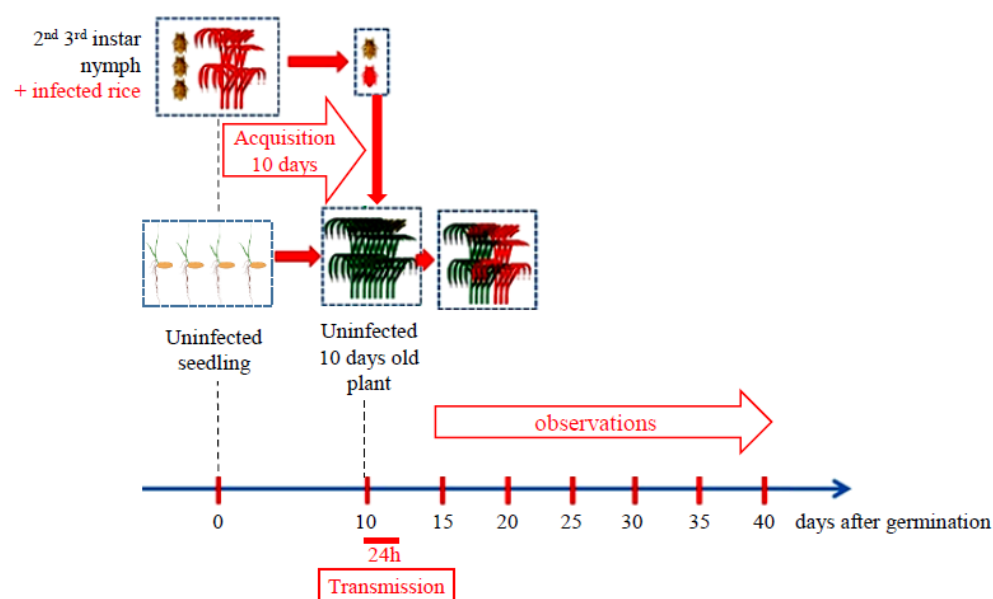 2nd 3rd instar
nymph
+ infected rice
Acquisition
10 days
Uninfected
seedling
Uninfected
10 days old
plant
observations
0 10 15 20 25 30 35 40 days after germination
24h
Transmission